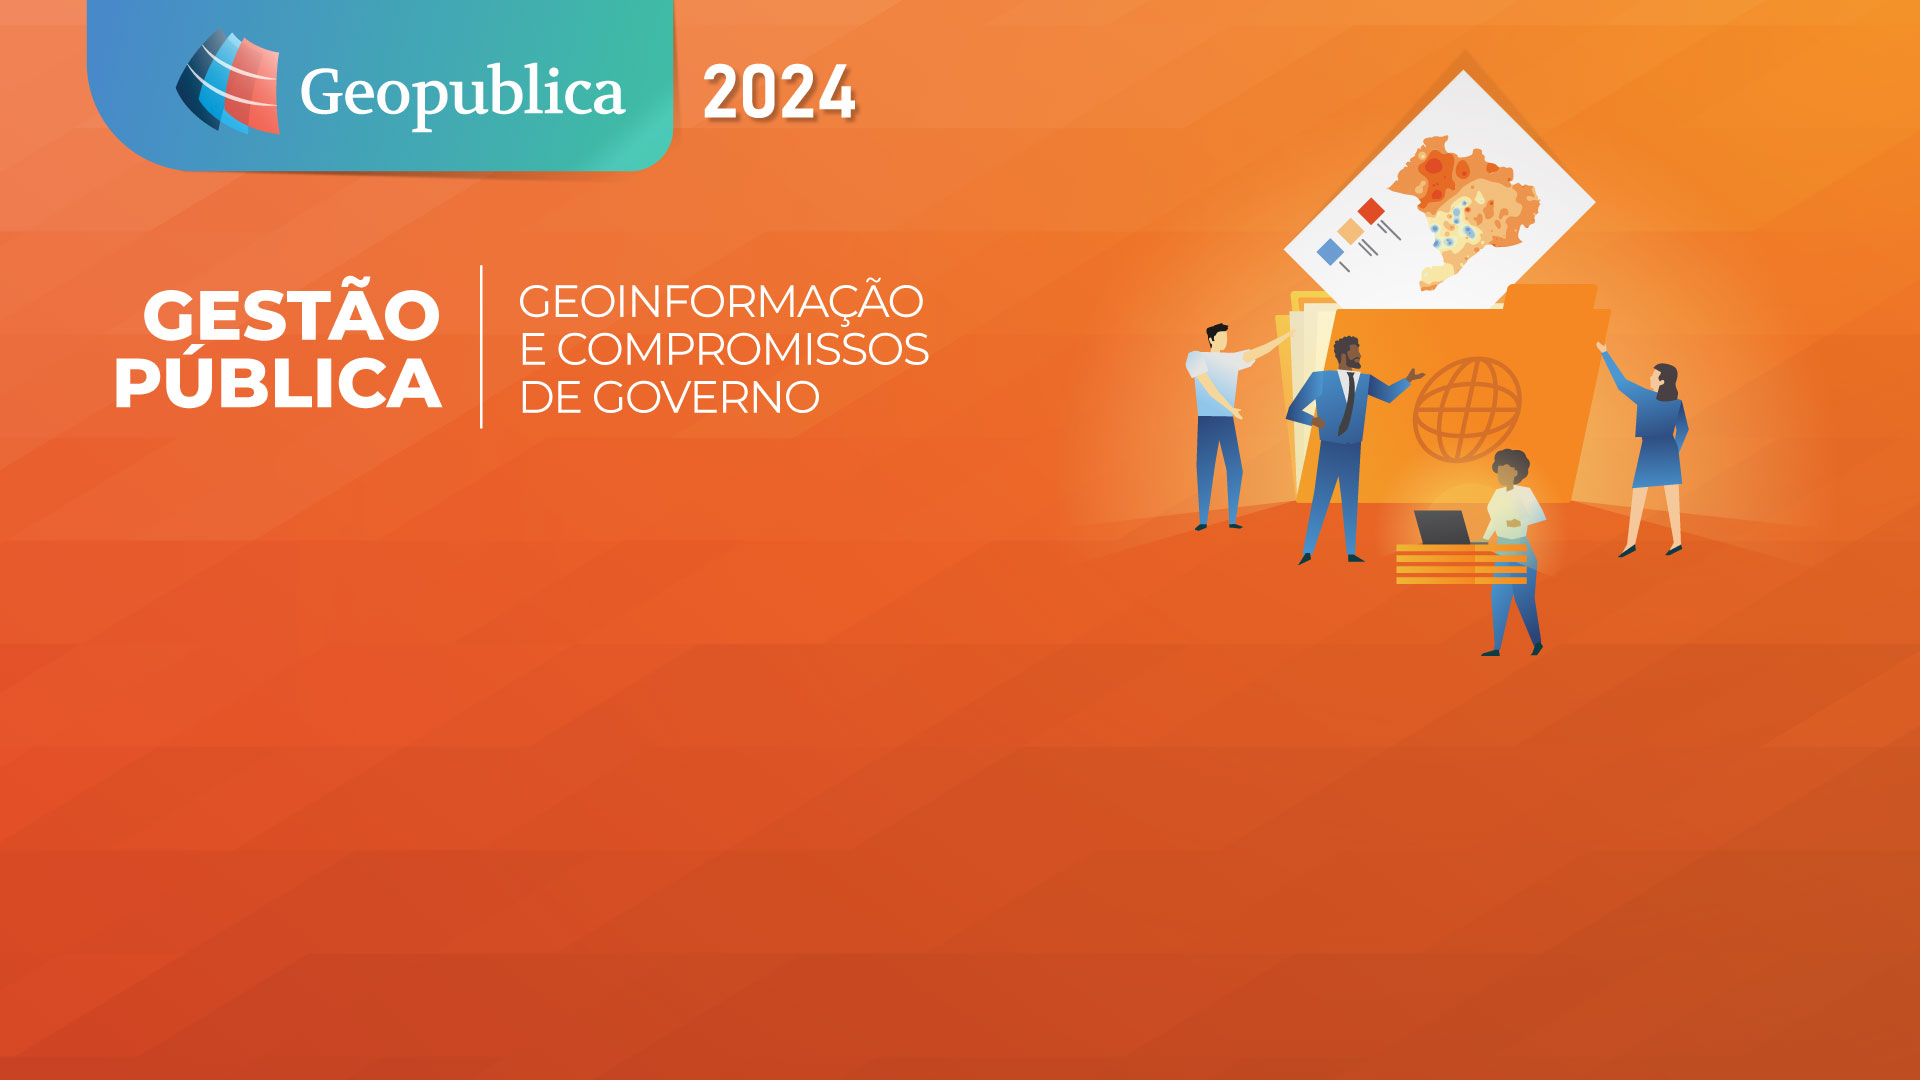 Geopublica
2024
GESTÃO
PÚBLICA
GEOINFORMAÇÃO
E COMPROMISSOS
DE GOVERNO